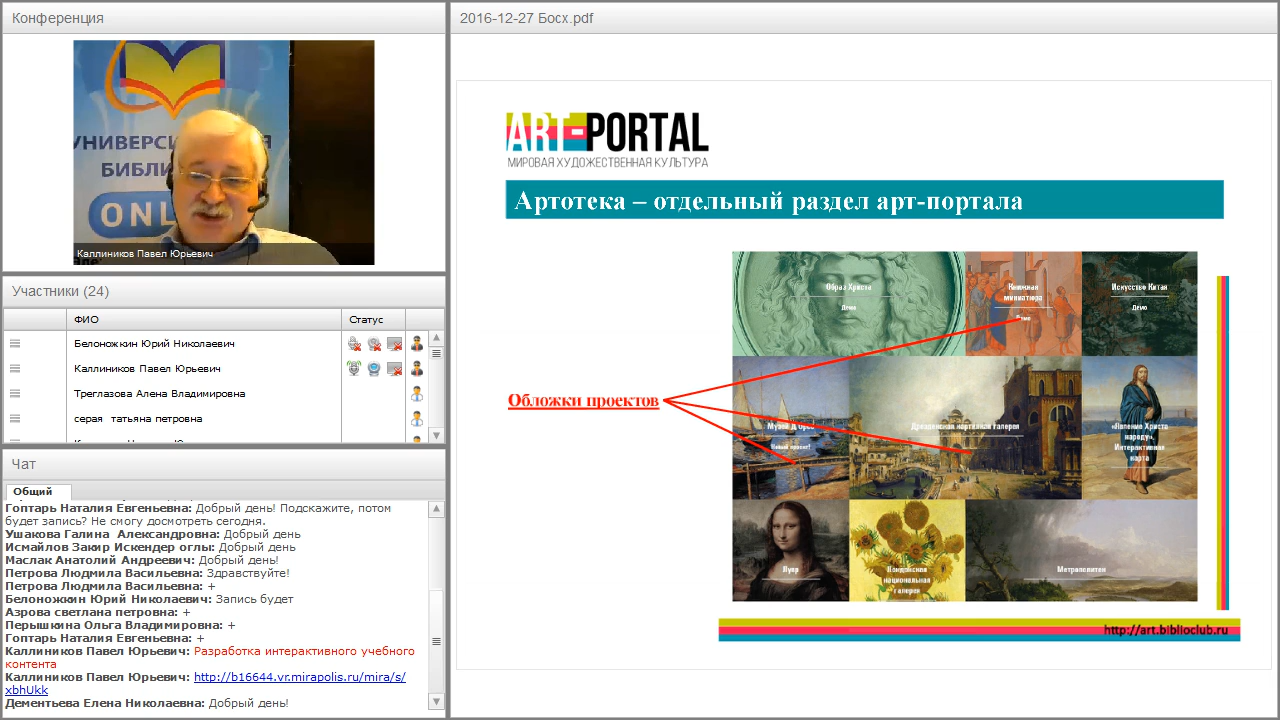 Конференция
УНИВЕРСИ
Я
БИБЛИ
ONL
Каллиников Павел Юрьевич
Участники (24)
ФИО
Статус
Белоножкин Юрий Николаевич
Каллиников Павел Юрьевич
Треглазова Алена Владимировна
серая татьяна петровна
Чат
Общий
Гоптарь Наталия Евгеньевна: Добрый день! Подскажите, потом
будет запись? Не смогу досмотреть сегодня.
Ушакова Галина Александровна: Добрый день
Исмайлов Закир Искендер оглы: Добрый день
Маслак Анатолий Андреевич: Добрый день!
Петрова Людмила Васильевна: Здравствуйте!
Петрова Людмила Васильевна: +
Белоножкин Юрий Николаевич: Запись будет
Азрова светлана петровна: +
Перышкина Ольга Владимировна: +
Гоптарь Наталия Евгеньевна: +
Каллиников Павел Юрьевич: Разработка интерактивного учебного
контента
Каллиников Павел Юрьевич: http://b16644.vr.mirapolis.ru/mira/s/
xbhUkk
Дементьева Елена Николаевна: Добрый день!
2016-12-27 Босх.pdf
ART-PORTAL
МИРОВАЯ ХУДОЖЕСТВЕННАЯ КУЛЬТУРА
Артотека – отдельный раздел арт-портала
Образ Христа
Демо
Книжная
миниатюра
Демо
Искусство Китая
Демо
Обложки проектов
Музей д'Орсе
Новый проект!
Дрезденская картинная галерея
«Явление Христа
народу».
Интерактивная
карта
Лувр
Лондонская
национальная
галерея
Метрополитен
http://art.biblioclub.ru